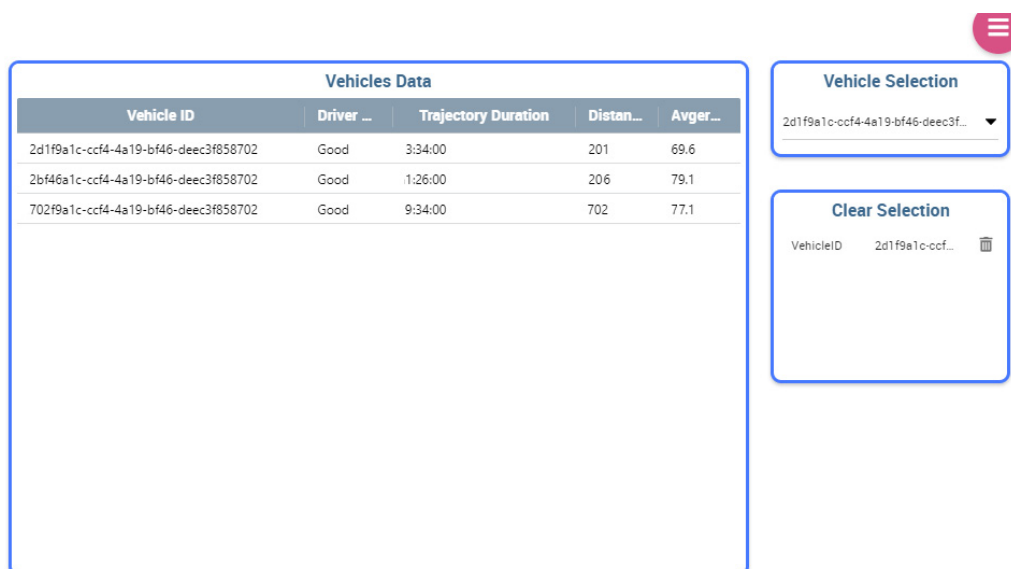 Vehicles Data
Vehicle ID Driver ... Trajectory Duration Distan... Avger...
2d1f9a1c-ccf4-4a19-bf46-deec3f858702 Good 3:34:00 201 69.6
2bf46a1c-ccf4-4a19-bf46-deec3f858702 Good 1:26:00 206 79.1
702f9a1c-ccf4-4a19-bf46-deec3f858702 Good 9:34:00 702 77.1
Vehicle Selection
2d1f9a1c-ccf4-4a19-bf46-deec3f...
Clear Selection
VehicleID 2d1f9a1c-ccf...